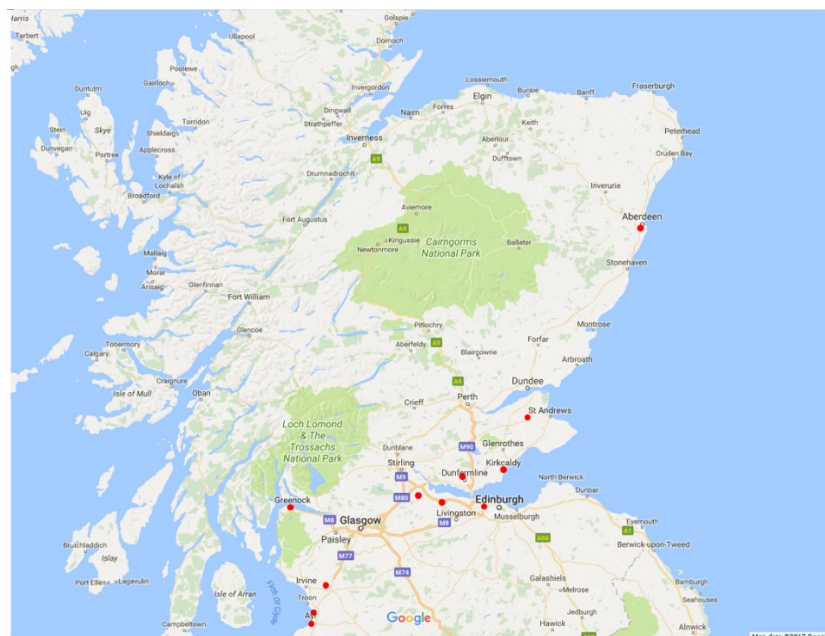 Harris
Golspie
Tarbert
Ullapool
Dornach
Poolewe
Gairloch
Invergordon
Lossiemouth
Duntulm
Buckie
Banff
Fraserburgh
Elgin
Dingwall
Forres
Nairn
Uig
Torridon
Strathpeffer
Keith
Stein
Skye
Shieldaig
Inverness
Aberlour
Peterhead
Dunvegan
Portree
Applecross
A9
Dufftown
Cruden Bay
Kyle of
Lochalsh
Drumnadrochit
Inverurie
Broadford
Aviemore
Fort Augustus
Aberdeen
A9
Kingussie
Cairngorms
National Park
Ballater
Newtonmore
Mallaig
Stonehaven
Morar
Arisaig
Glenfinnan
Fort William
Pitlochry
Montrose
Glencoe
A9
Forfar
Tobermory
Aberfeldy
Blairgowrie
Calgary
Arbroath
Craignure
A9
Dundee
Isle of Mull
Oban
Perth
Crieff
St Andrews
Loch Lomond
& The
Trossachs
National Park
M90
Glenrothes
Dunblane
Stirling
Kirkcaldy
Dunfermline
M9
North Berwick
M80
Greenock
Edinburgh
Dunbar
Livingston
Musselburgh
M8
Glasgow
M8
Eyemouth
Paisley
A68
A1
Bruichladdich
Berwick-upon-Tweed
Islay
M77
M74
Port Ellen
Lagavulin
Irvine
Galashiels
Bamburgh
Isle of Arran
Firth Of Clyde
Troon
Melrose
Seahouses
Ayr
Google
Jedburgh
Campbeltown
Hawick
Alnwick